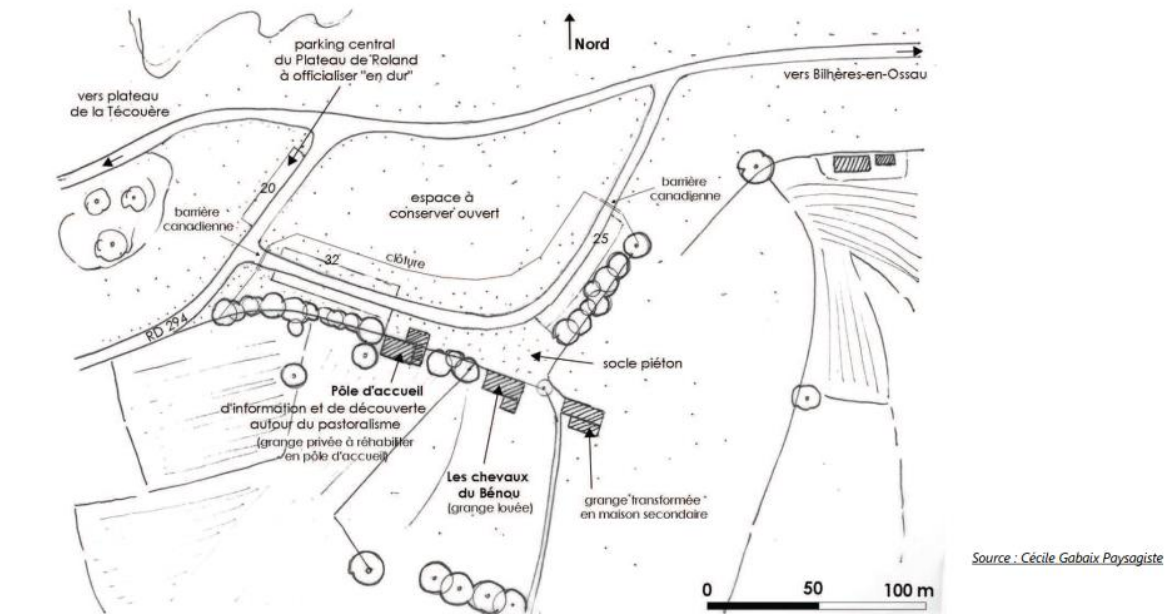 Nord
parking central
du Plateau de Roland
à officialiser "en dur"
vers Bilhères-en-Ossau
vers plateau
de la Técouère
20
espace à
conserver ouvert
barrière
canadienne
barrière
canadienne
25
32
clôture
RD 294
socle piéton
Pôle d'accueil
d'information et de découverte
autour du pastoralisme
(grange privée à réhabiliter
en pôle d'accueil)
Les chevaux
du Bénou
(grange louée)
grange transformée
en maison secondaire
Source : Cécile Gabaix Paysagiste
0 50 100 m